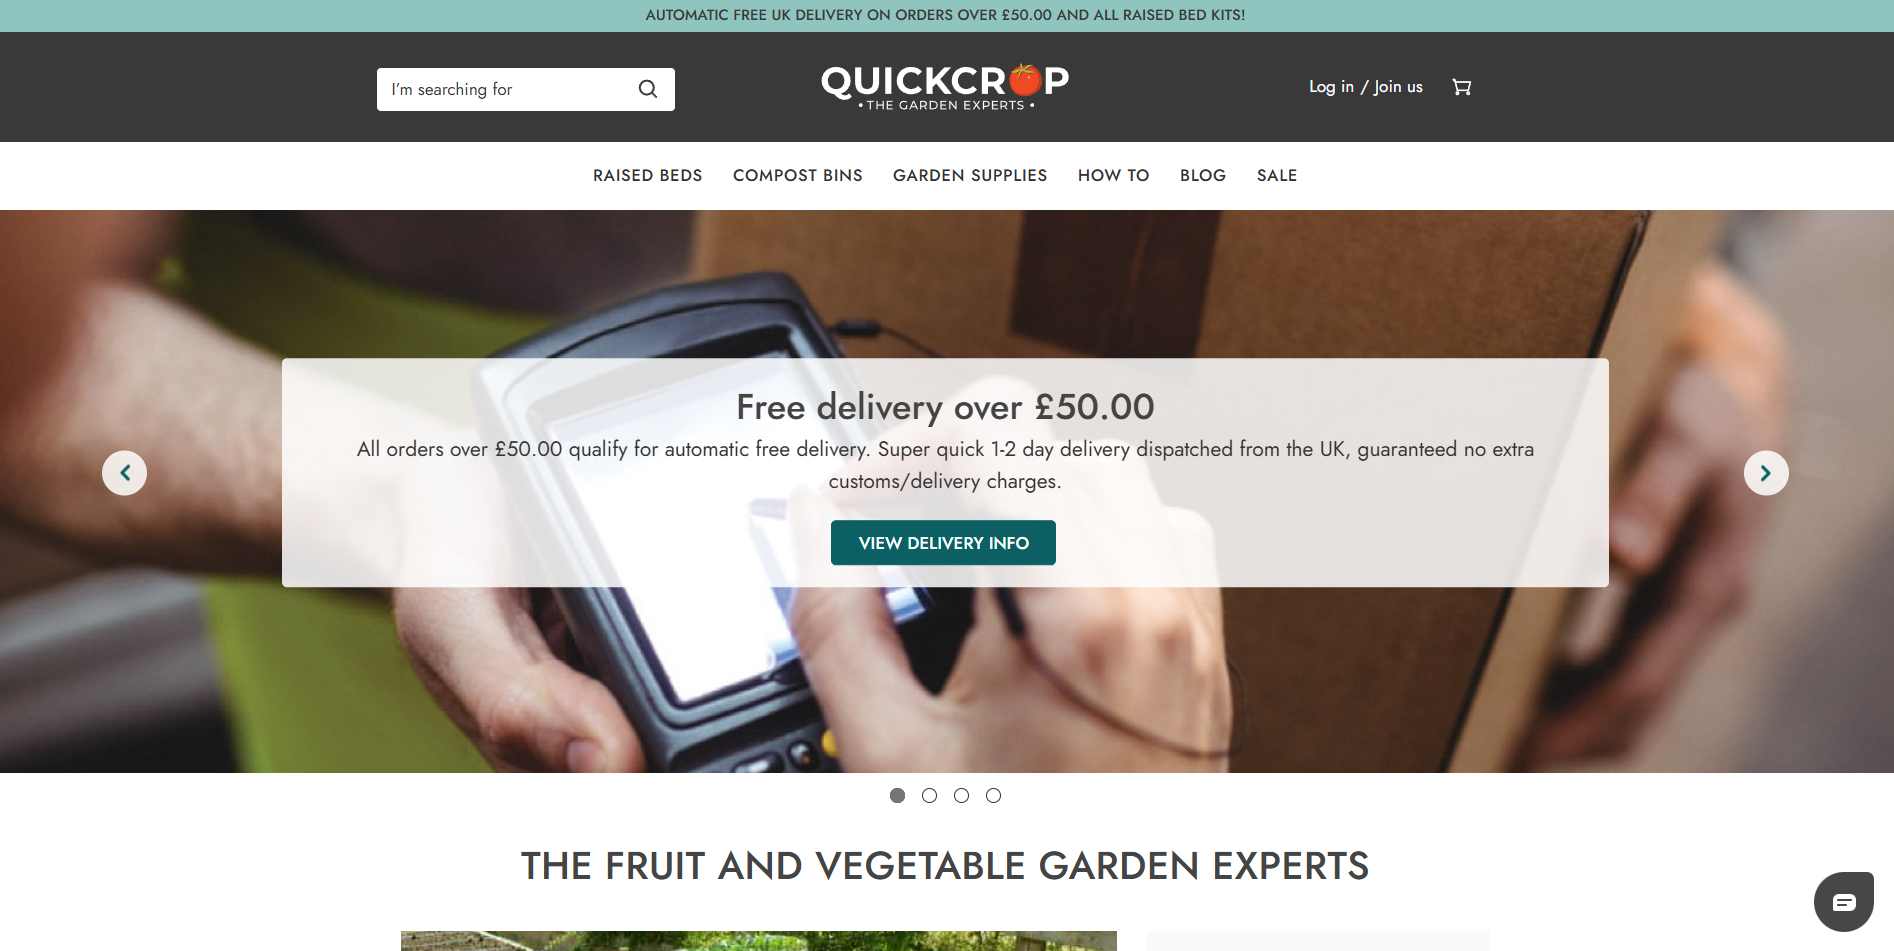 AUTOMATIC FREE UK DELIVERY ON ORDERS OVER £50.00 AND ALL RAISED BED KITS!
I'm searching for
QUICKCROP
• THE GARDEN EXPERTS •
Log in / Join us
RAISED BEDS COMPOST BINS GARDEN SUPPLIES HOW TO BLOG SALE
Free delivery over £50.00
All orders over £50.00 qualify for automatic free delivery. Super quick 1-2 day delivery dispatched from the UK, guaranteed no extra
customs/delivery charges.
VIEW DELIVERY INFO
THE FRUIT AND VEGETABLE GARDEN EXPERTS